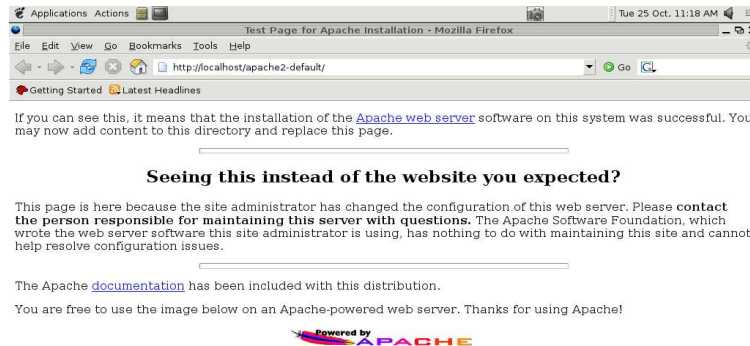 Applications Actions Tue 25 Oct, 11:18 AM
Test Page for Apache Installation - Mozilla Firefox
File Edit View Go Bookmarks Tools Help
http://localhost/apache2-default/ Go G
Getting Started Latest Headlines
If you can see this, it means that the installation of the Apache web server software on this system was successful. You
may now add content to this directory and replace this page.
Seeing this instead of the website you expected?
This page is here because the site administrator has changed the configuration of this web server. Please contact
the person responsible for maintaining this server with questions. The Apache Software Foundation, which
wrote the web server software this site administrator is using, has nothing to do with maintaining this site and cannot
help resolve configuration issues.
The Apache documentation has been included with this distribution.
You are free to use the image below on an Apache-powered web server. Thanks for using Apache!
Powered by
APACHE